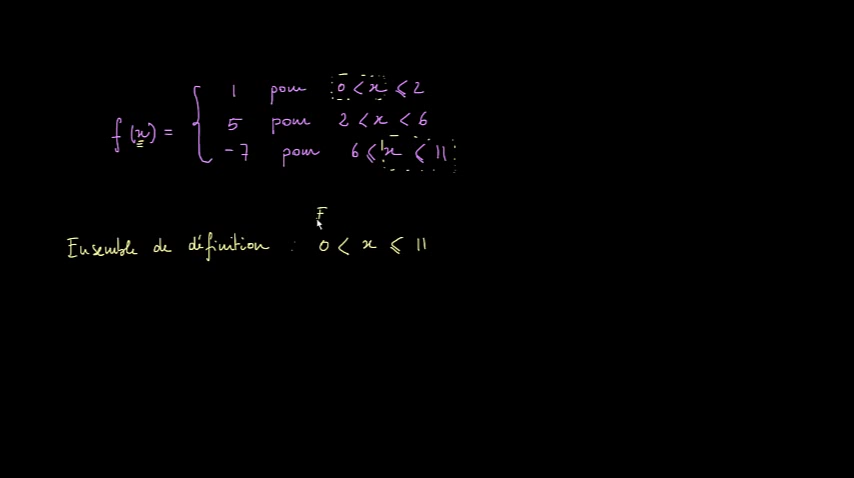 1 pour 0 < x ⩽ 2
f(x) = 5 pour 2 < x < 6
-7 pour 6 ⩽ x ⩽ 11
F
Ensemble de définition : 0 < x ⩽ 11